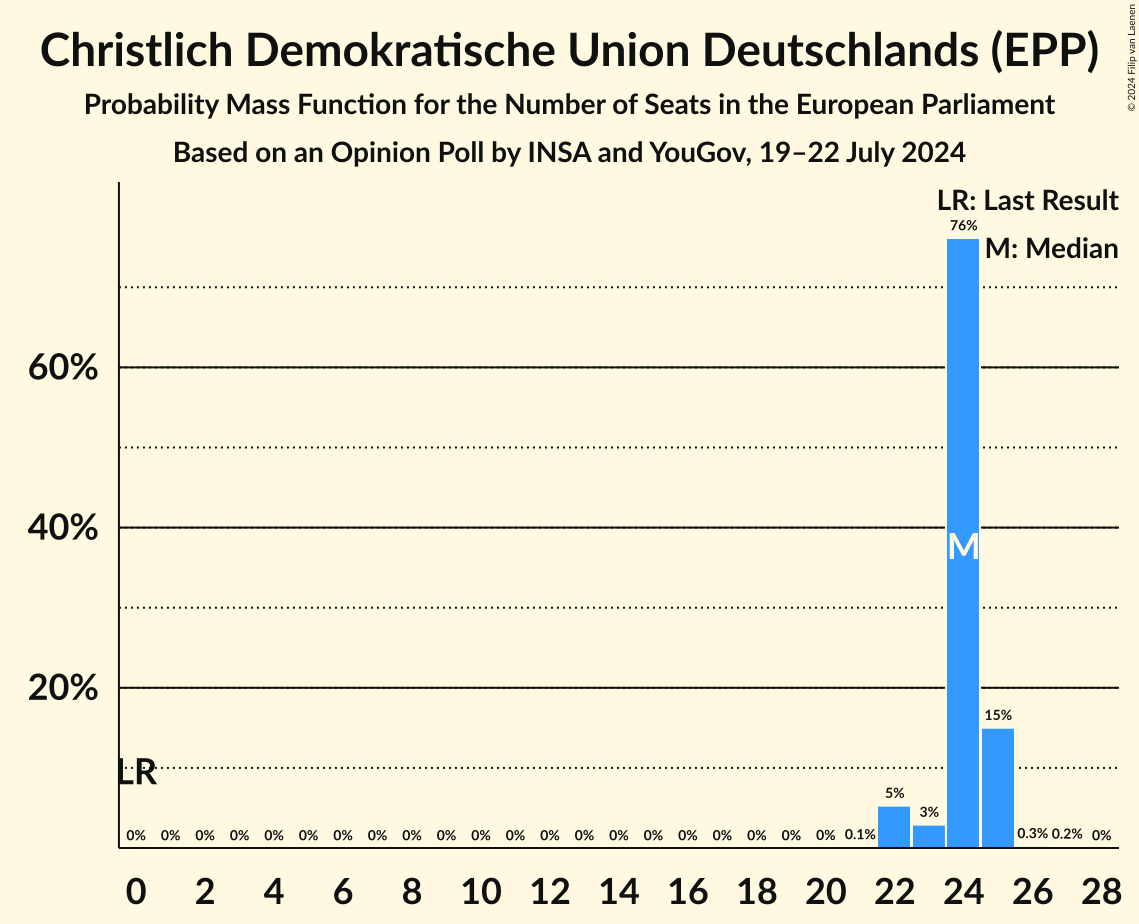 Christlich Demokratische Union Deutschlands (EPP)
Probability Mass Function for the Number of Seats in the European Parliament
Based on an Opinion Poll by INSA and YouGov, 19–22 July 2024
© 2024 Filip van Laenen
LR: Last Result
M: Median
76%
60%
40%
M
20%
15%
LR
5%
3%
0% 0% 0% 0% 0% 0% 0% 0% 0% 0% 0% 0% 0% 0% 0% 0% 0% 0% 0% 0% 0% 0.1% 0.3% 0.2% 0%
0 2 4 6 8 10 12 14 16 18 20 22 24 26 28